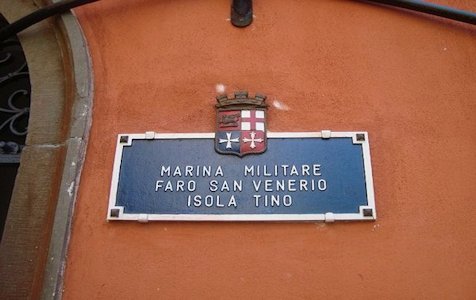 MARINA MILITARE
FARO SAN VENERIO
ISOLA TINO